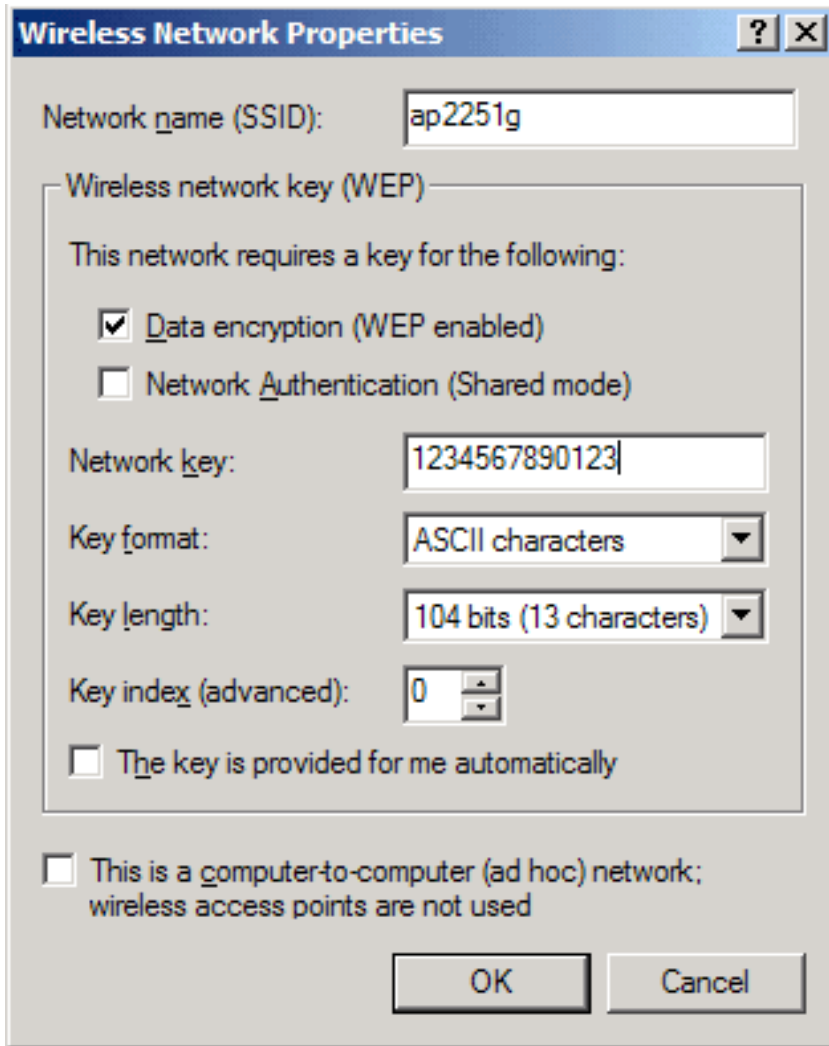 Wireless Network Properties
Network name (SSID): ap2251g
Wireless network key (WEP)
This network requires a key for the following:
Data encryption (WEP enabled)
Network Authentication (Shared mode)
Network key: 1234567890123
Key format: ASCII characters
Key length: 104 bits (13 characters)
Key index (advanced): 0
The key is provided for me automatically
This is a computer-to-computer (ad hoc) network;
wireless access points are not used
OK Cancel